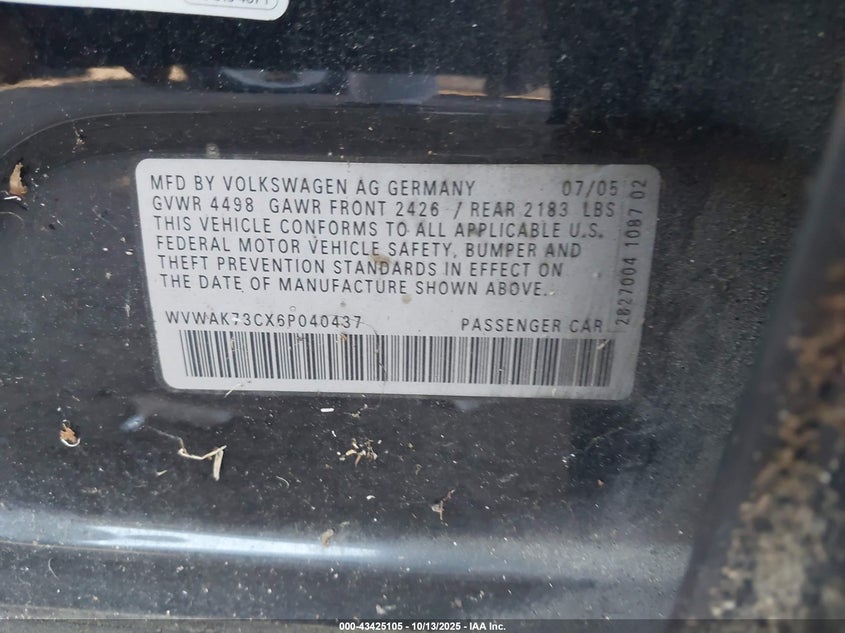 MFD BY VOLKSWAGEN AG GERMANY 07/05
GVWR 4498 GAWR FRONT 2426 / REAR 2183 LBS
THIS VEHICLE CONFORMS TO ALL APPLICABLE U.S.
FEDERAL MOTOR VEHICLE SAFETY, BUMPER AND
THEFT PREVENTION STANDARDS IN EFFECT ON
THE DATE OF MANUFACTURE SHOWN ABOVE.
WVWAK73CX6P040437 PASSENGER CAR
2827004 1087 02
000-43425105 - 10/13/2025 - IAA Inc.